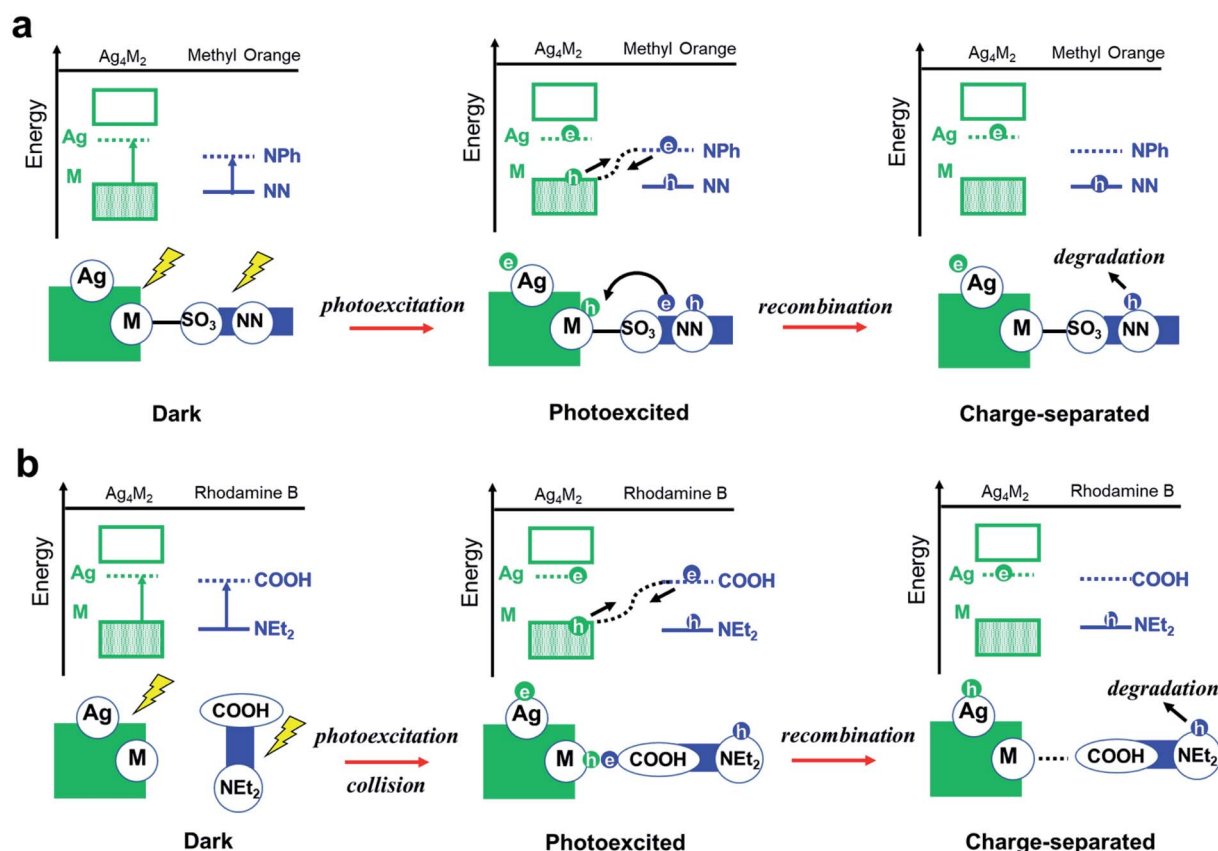 a
Ag₄M₂ Methyl Orange
Energy
Ag
M
NPh
NN
Ag
M
SO₃
NN
Dark
photoexcitation
Ag₄M₂ Methyl Orange
Energy
Ag
e
M
h
e
NPh
h
NN
e
Ag
h
e
h
M
SO₃
NN
Photoexcited
recombination
Ag₄M₂ Methyl Orange
Energy
Ag
e
M
NPh
h
NN
degradation
e
Ag
h
M
SO₃
NN
Charge-separated
b
Ag₄M₂ Rhodamine B
Energy
Ag
M
COOH
NEt₂
Ag
M
COOH
NEt₂
Dark
photoexcitation
collision
Ag₄M₂ Rhodamine B
Energy
Ag
e
M
h
e
COOH
h
NEt₂
e
Ag
M
h
e
COOH
h
NEt₂
Photoexcited
recombination
Ag₄M₂ Rhodamine B
Energy
Ag
e
M
COOH
h
NEt₂
degradation
h
Ag
M
COOH
h
NEt₂
Charge-separated